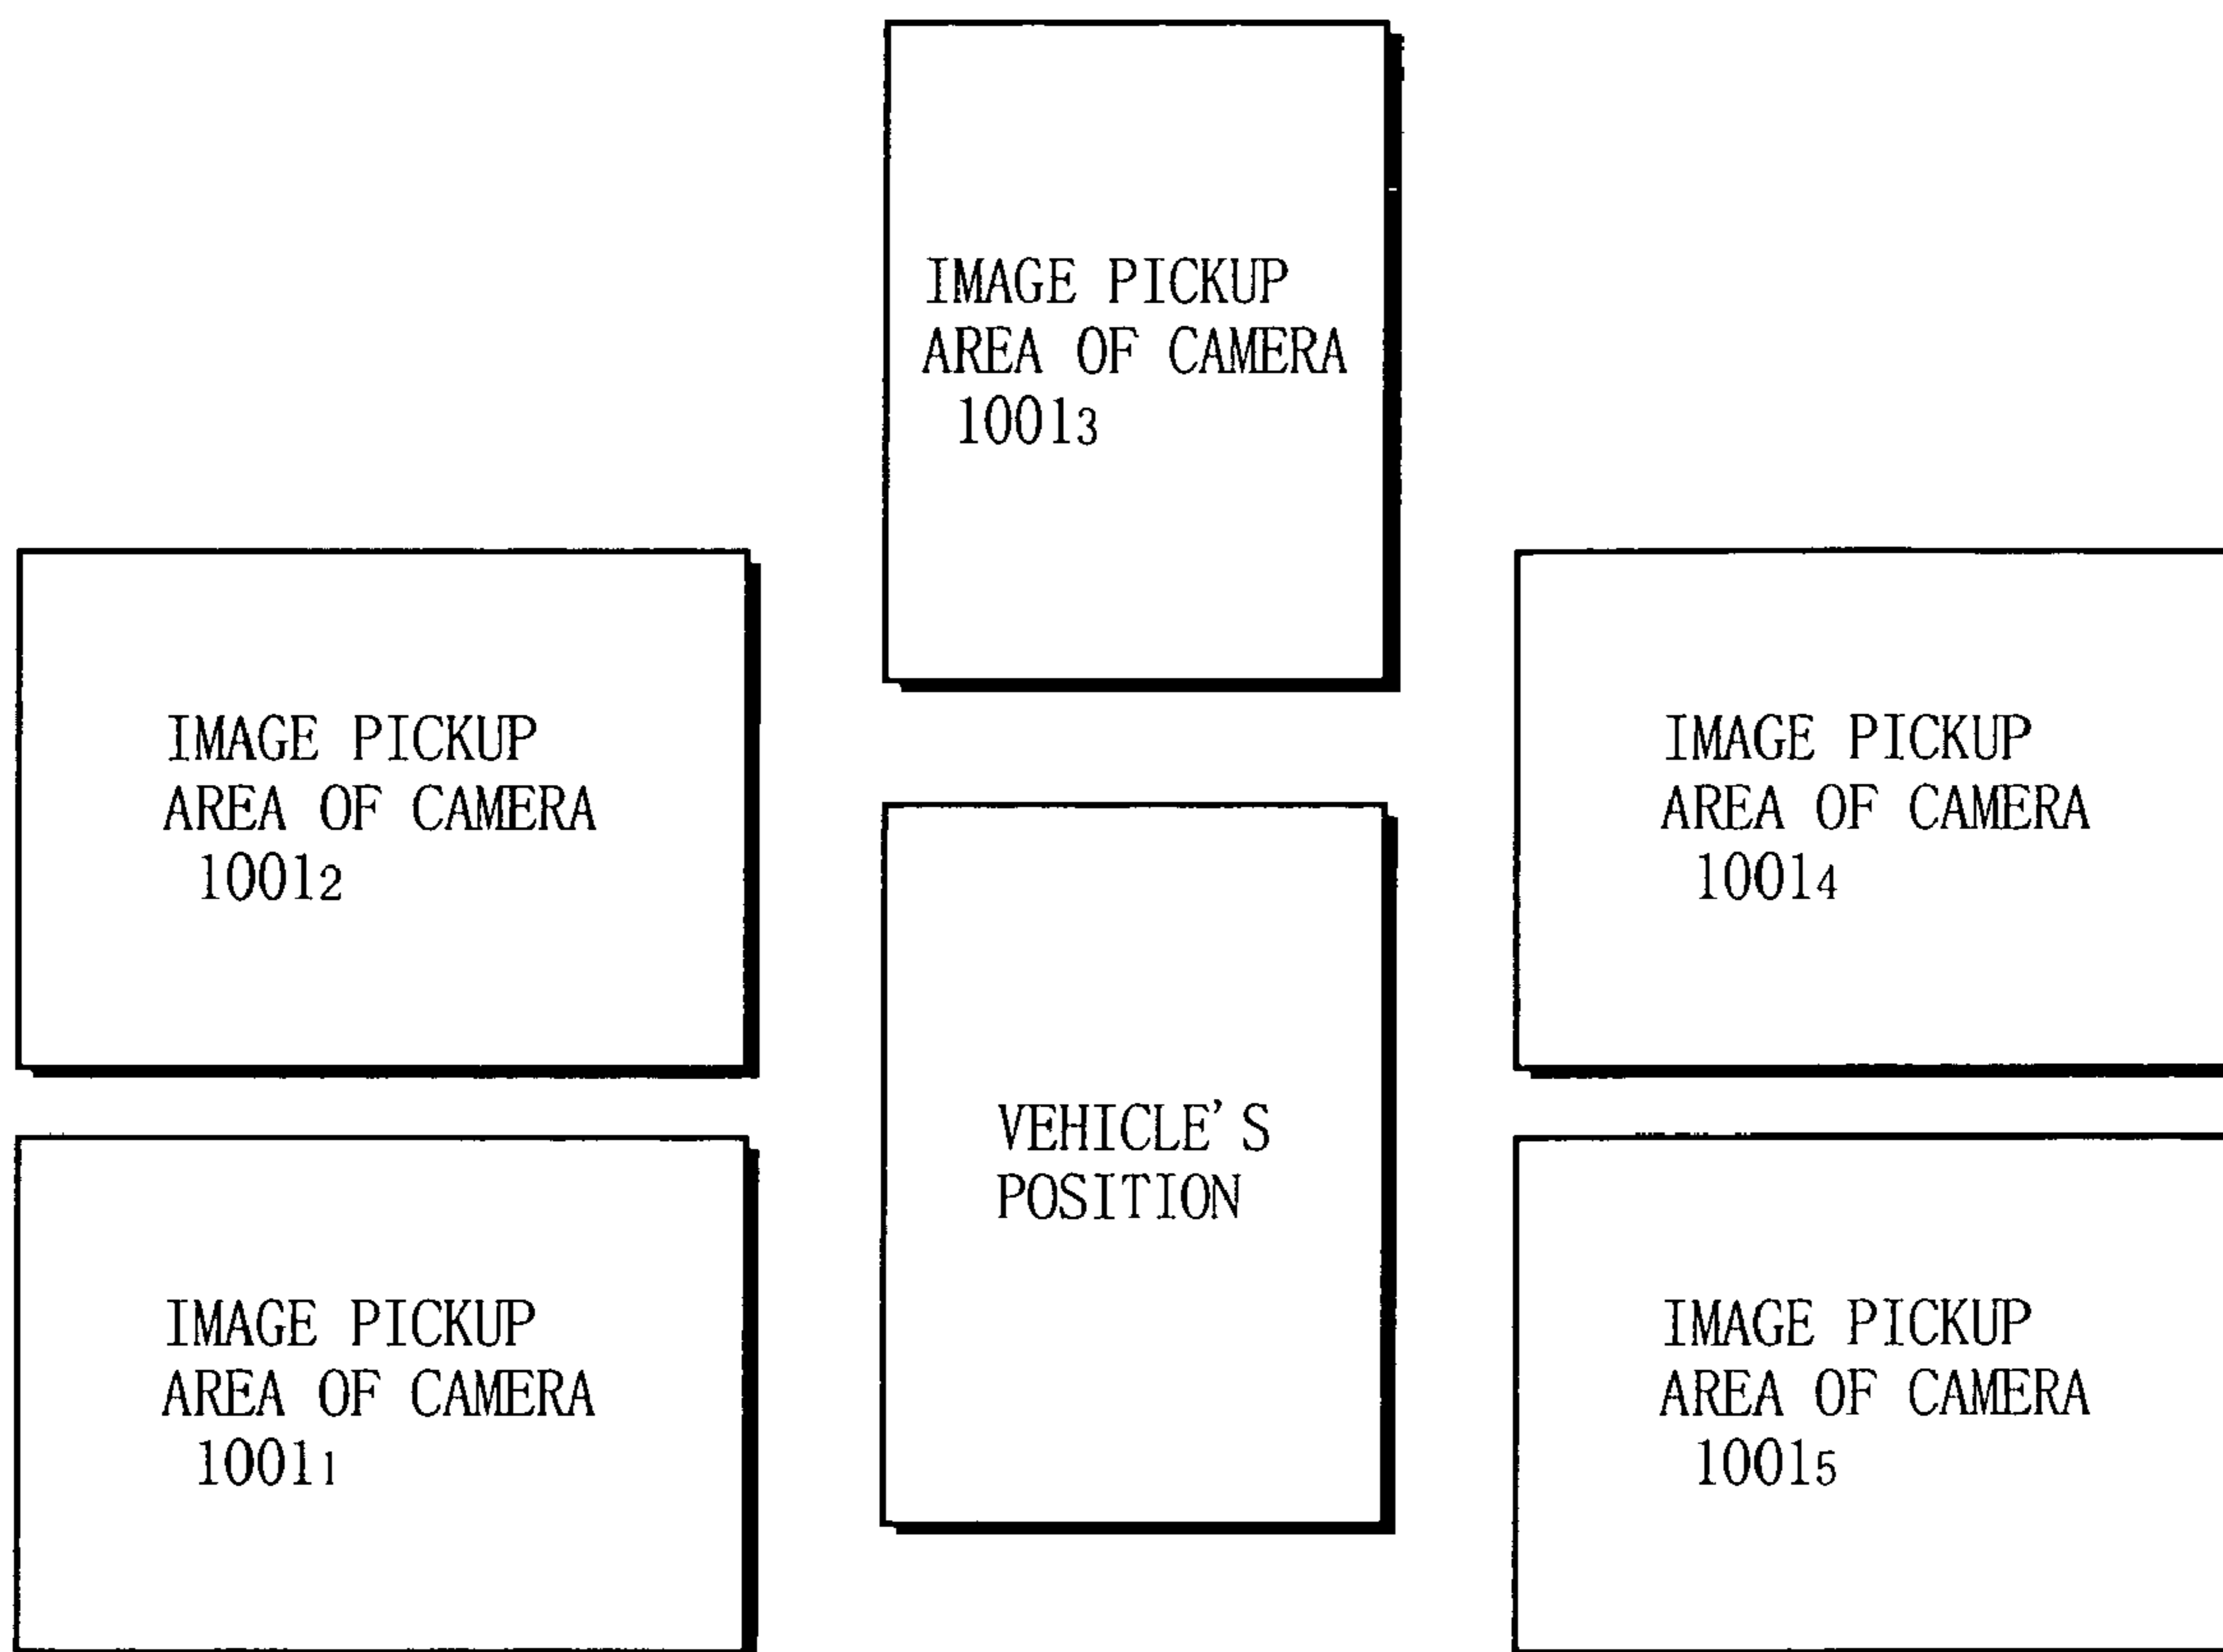 IMAGE PICKUP
AREA OF CAMERA
1001₃
IMAGE PICKUP
AREA OF CAMERA
1001₂
IMAGE PICKUP
AREA OF CAMERA
1001₄
VEHICLE'S
POSITION
IMAGE PICKUP
AREA OF CAMERA
1001₁
IMAGE PICKUP
AREA OF CAMERA
1001₅